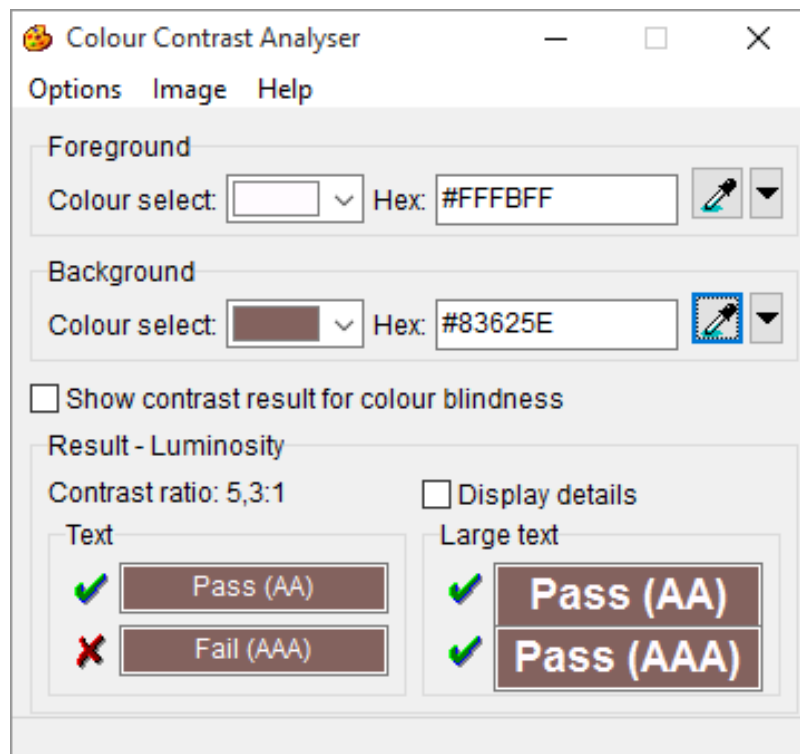 Colour Contrast Analyser
Options Image Help
Foreground
Colour select: Hex: #FFFBFF
Background
Colour select: Hex: #83625E
Show contrast result for colour blindness
Result - Luminosity
Contrast ratio: 5,3:1 Display details
Text Large text
Pass (AA) Pass (AA)
Fail (AAA) Pass (AAA)